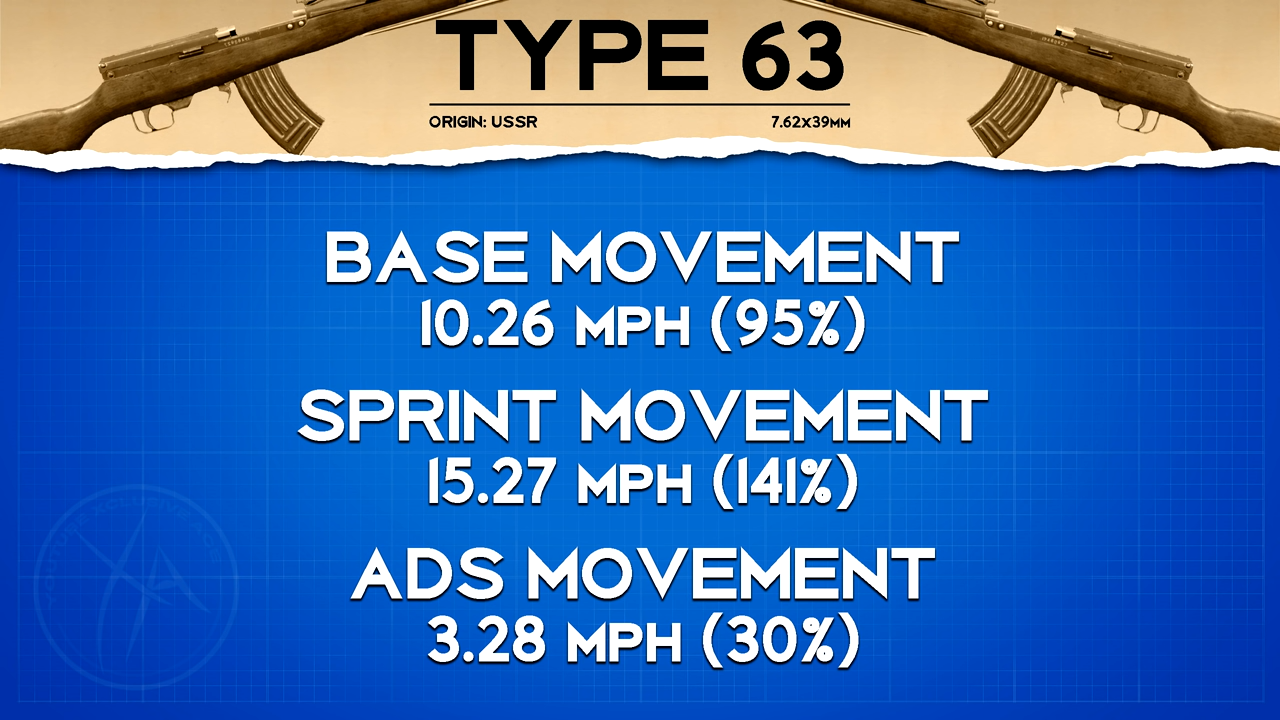 TYPE 63
ORIGIN: USSR
7.62x39MM
BASE MOVEMENT
10.26 MPH (95%)
SPRINT MOVEMENT
15.27 MPH (141%)
ADS MOVEMENT
3.28 MPH (30%)